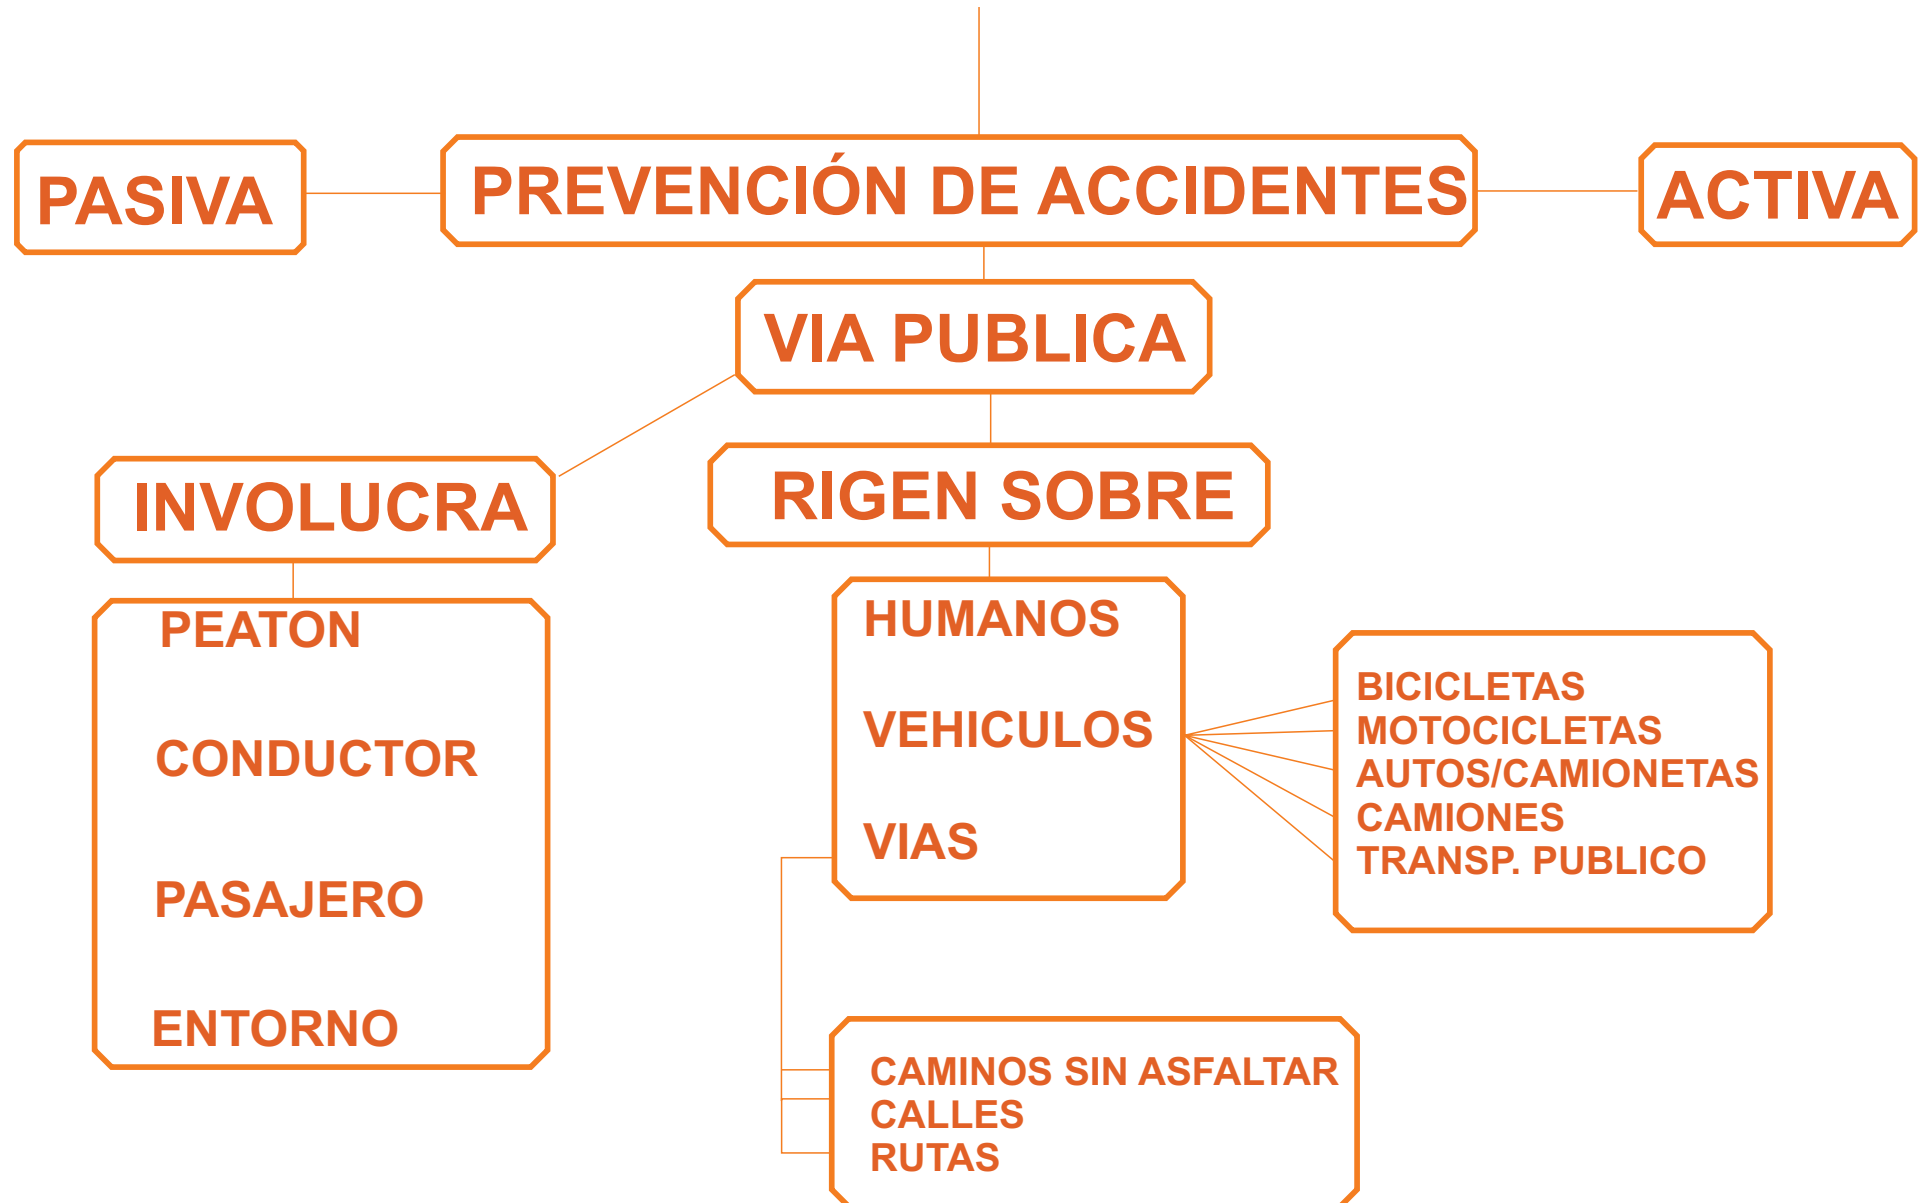 PASIVA
PREVENCIÓN DE ACCIDENTES
ACTIVA
VIA PUBLICA
INVOLUCRA
RIGEN SOBRE
PEATON
CONDUCTOR
PASAJERO
ENTORNO
HUMANOS
VEHICULOS
VIAS
BICICLETAS
MOTOCICLETAS
AUTOS/CAMIONETAS
CAMIONES
TRANSP. PUBLICO
CAMINOS SIN ASFALTAR
CALLES
RUTAS